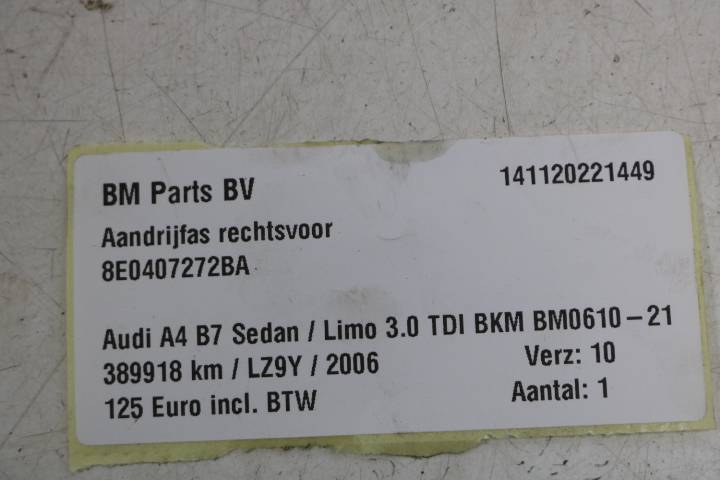 BM Parts BV 141120221449
Aandrijfas rechtsvoor
8E0407272BA
Audi A4 B7 Sedan / Limo 3.0 TDI BKM BM0610-21
389918 km / LZ9Y / 2006 Verz: 10
125 Euro incl. BTW Aantal: 1